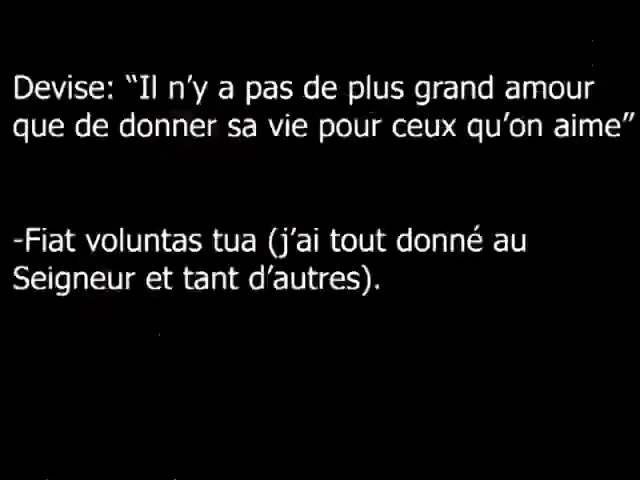 Devise: “Il n’y a pas de plus grand amour
que de donner sa vie pour ceux qu’on aime”
-Fiat voluntas tua (j’ai tout donné au
Seigneur et tant d’autres).